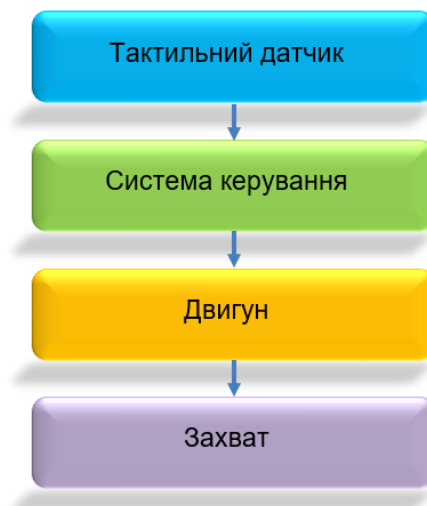 Тактильний датчик
Система керування
Двигун
Захват